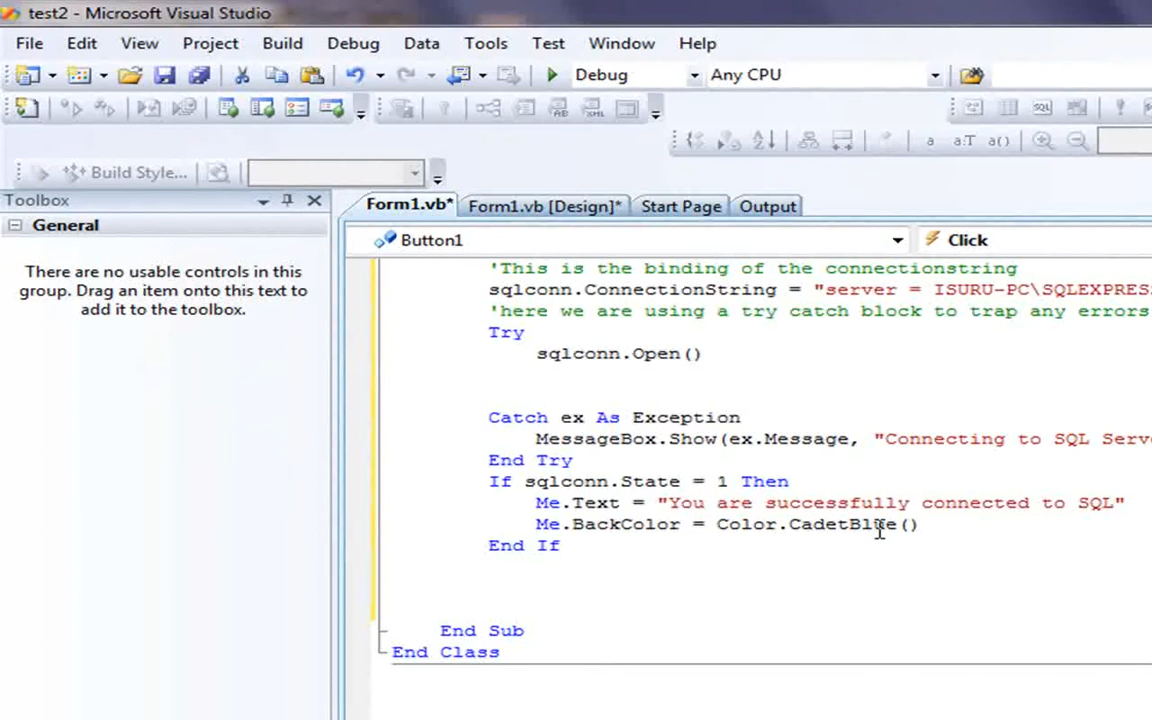 test2 - Microsoft Visual Studio
File Edit View Project Build Debug Data Tools Test Window Help
Debug Any CPU
a a:T a()
Build Style...
Toolbox
Form1.vb* Form1.vb [Design]* Start Page Output
General
Button1 Click
There are no usable controls in this
group. Drag an item onto this text to
add it to the toolbox.
'This is the binding of the connectionstring
sqlconn.ConnectionString = "server = ISURU-PC\SQLEXPRES
'here we are using a try catch block to trap any errors
Try
sqlconn.Open()
Catch ex As Exception
MessageBox.Show(ex.Message, "Connecting to SQL Serv
End Try
If sqlconn.State = 1 Then
Me.Text = "You are successfully connected to SQL"
Me.BackColor = Color.CadetBlue()
End If
End Sub
End Class